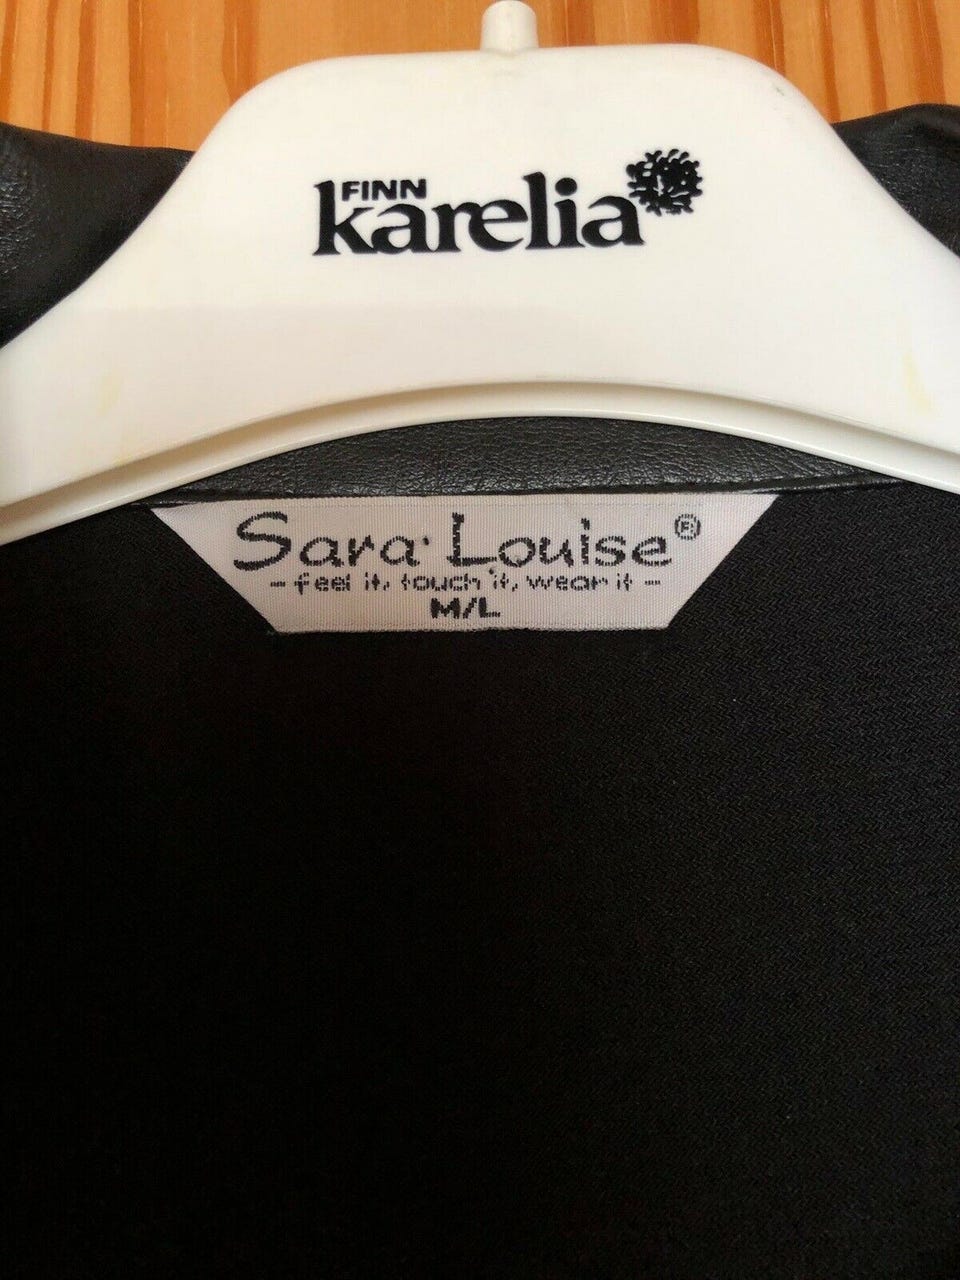 FINN
karelia
Sara Louise®
- feel it, touch it, wear it -
M/L